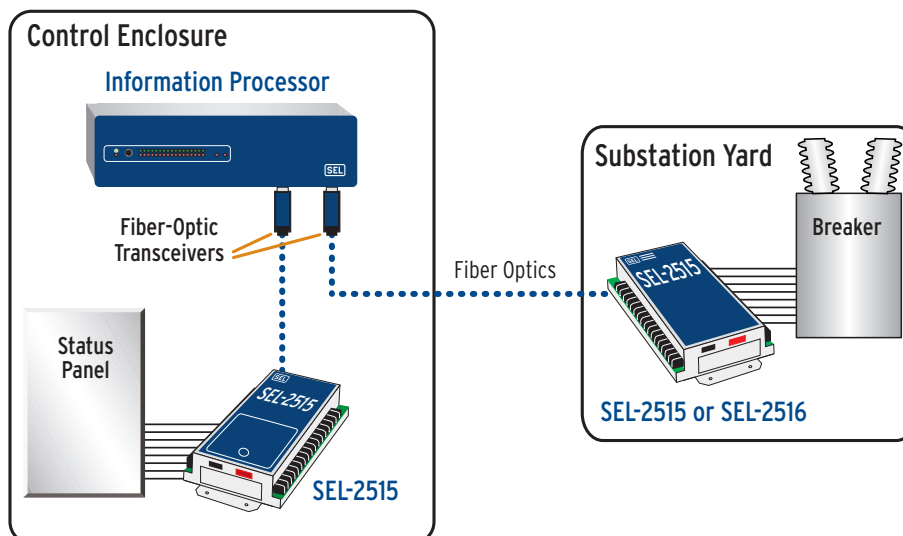 Control Enclosure
Information Processor
SEL
Fiber-Optic
Transceivers
Fiber Optics
Status
Panel
SEL
SEL-2515
SEL-2515
Substation Yard
Breaker
SEL
SEL-2515
SEL-2515 or SEL-2516